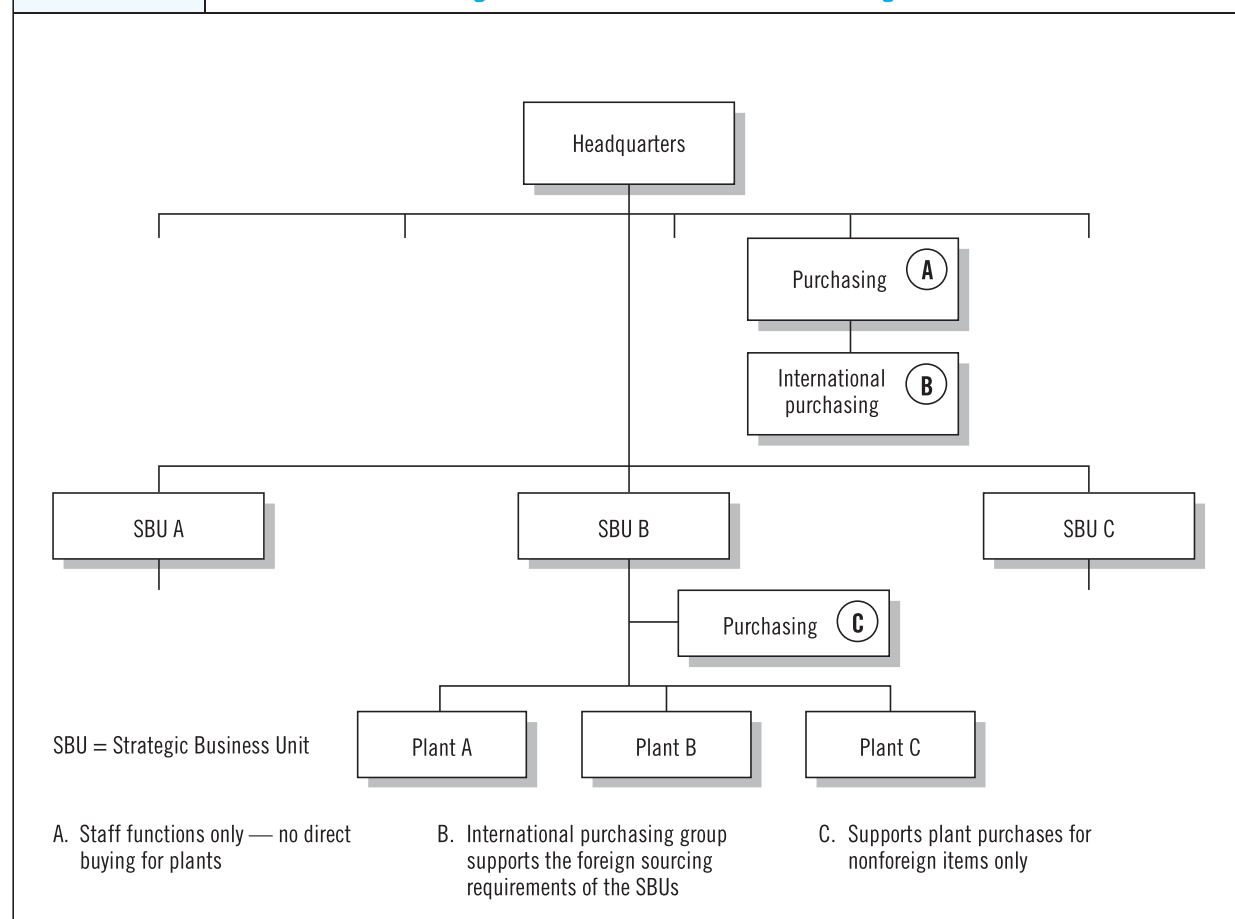 Headquarters
Purchasing
A
International
purchasing
B
SBU A
SBU B
SBU C
Purchasing
C
Plant A
Plant B
Plant C
SBU = Strategic Business Unit
A. Staff functions only — no direct
buying for plants
B. International purchasing group
supports the foreign sourcing
requirements of the SBUs
C. Supports plant purchases for
nonforeign items only